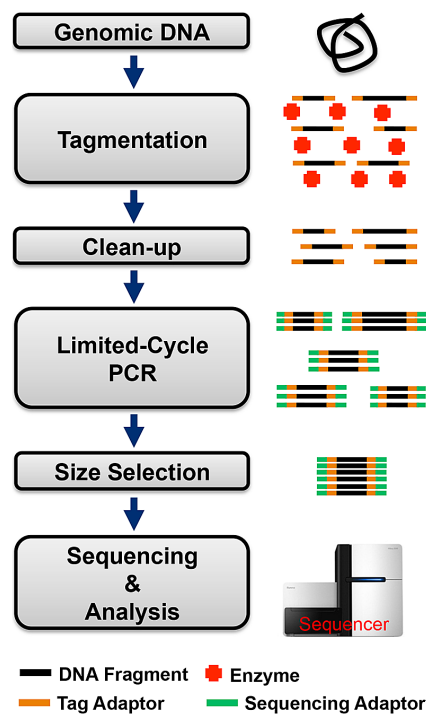 Genomic DNA
Tagmentation
Clean-up
Limited-Cycle
PCR
Size Selection
Sequencing
&
Analysis
Sequencer
DNA Fragment
Enzyme
Tag Adaptor
Sequencing Adaptor